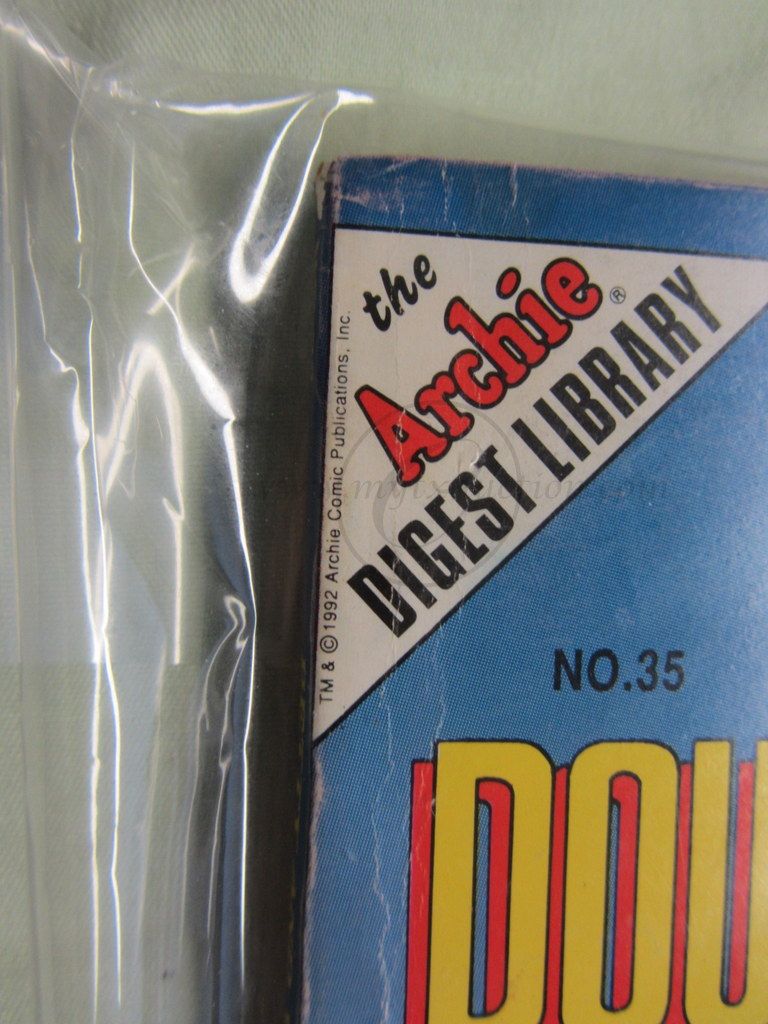 the
Archie®
DIGEST LIBRARY
TM & ©1992 Archie Comic Publications, Inc.
NO.35
DOU